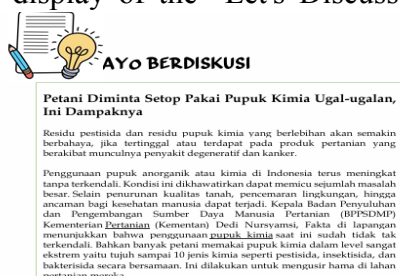 display of the "Let's Discuss
AYO BERDISKUSI
Petani Diminta Setop Pakai Pupuk Kimia Ugal-ugalan,
Ini Dampaknya
Residu pestisida dan residu pupuk kimia yang berlebihan akan semakin
berbahaya, jika tertinggal atau terdapat pada produk pertanian yang
berakibat munculnya penyakit degeneratif dan kanker.
Penggunaan pupuk anorganik atau kimia di Indonesia terus meningkat
tanpa terkendali. Kondisi ini dikhawatirkan dapat memicu sejumlah masalah
besar. Selain penurunan kualitas tanah, pencemaran lingkungan, hingga
ancaman bagi kesehatan manusia dapat terjadi. Kepala Badan Penyuluhan
dan Pengembangan Sumber Daya Manusia Pertanian (BPPSDMP)
Kementerian Pertanian (Kementan) Dedi Nursyamsi, Fakta di lapangan
menunjukkan bahwa penggunaan pupuk kimia saat ini sudah tidak tak
terkendali. Bahkan banyak petani memakai pupuk kimia dalam level sangat
ekstrem yaitu tujuh sampai 10 jenis kimia seperti pestisida, insektisida, dan
bakterisida secara bersamaan. Ini dilakukan untuk mengusir hama di lahan
pertanian mereka.